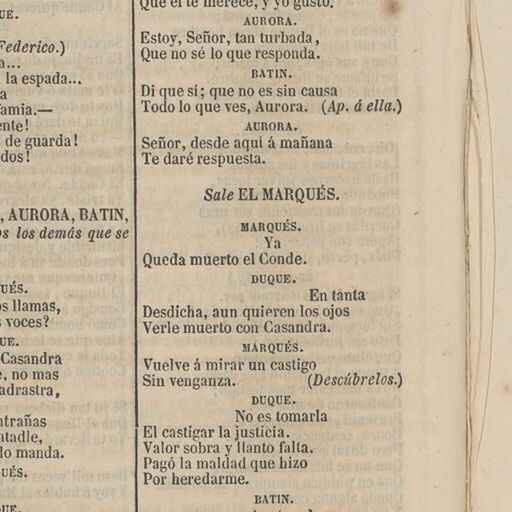 UE.
Federico.)
a...
la espada...
a
famia.—
ente!
de guarda!
dos!
, AURORA, BATIN,
os los demás que se
UÉS.
os llamas,
s voces?
UE.
Casandra
e, no mas
adrastra,
ntrañas
atadle,
lo manda.
UÉS.
UE.
Que él te merece, y yo gusto.
AURORA.
Estoy, Señor, tan turbada,
Que no sé lo que responda.
BATIN.
Di que sí; que no es sin causa
Todo lo que ves, Aurora. (Ap. á ella.)
AURORA.
Señor, desde aquí á mañana
Te daré respuesta.
Sale EL MARQUÉS.
MARQUÉS.
Ya
Queda muerto el Conde.
DUQUE.
En tanta
Desdicha, aun quieren los ojos
Verle muerto con Casandra.
MARQUÉS.
Vuelve á mirar un castigo
Sin venganza. (Descúbrelos.)
DUQUE.
No es tomarla
El castigar la justicia.
Valor sobra y llanto falta.
Pagó la maldad que hizo
Por heredarme.
BATIN.